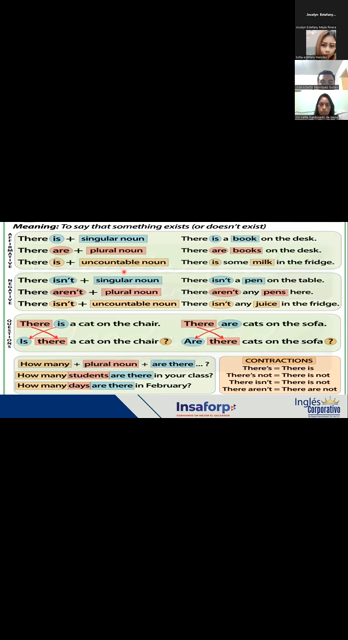 Jocelyn Estefany...
Meaning: To say that something exists (or doesn't exist)
AFFIRMATIVE
There is + singular noun There is a book on the desk.
There are + plural noun There are books on the desk.
There is + uncountable noun There is some milk in the fridge.
NEGATIVE
There isn't + singular noun There isn't a pen on the table.
There aren't + plural noun There aren't any pens here.
There isn't + uncountable noun There isn't any juice in the fridge.
QUESTIONS
There is a cat on the chair. There are cats on the sofa.
Is there a cat on the chair? Are there cats on the sofa?
How many + plural noun + are there ... ?
How many students are there in your class?
How many days are there in February?
CONTRACTIONS
There's = There is
There's not = There is not
There isn't = There is not
There aren't = There are not
Insaforp
Inglés
Corporativo